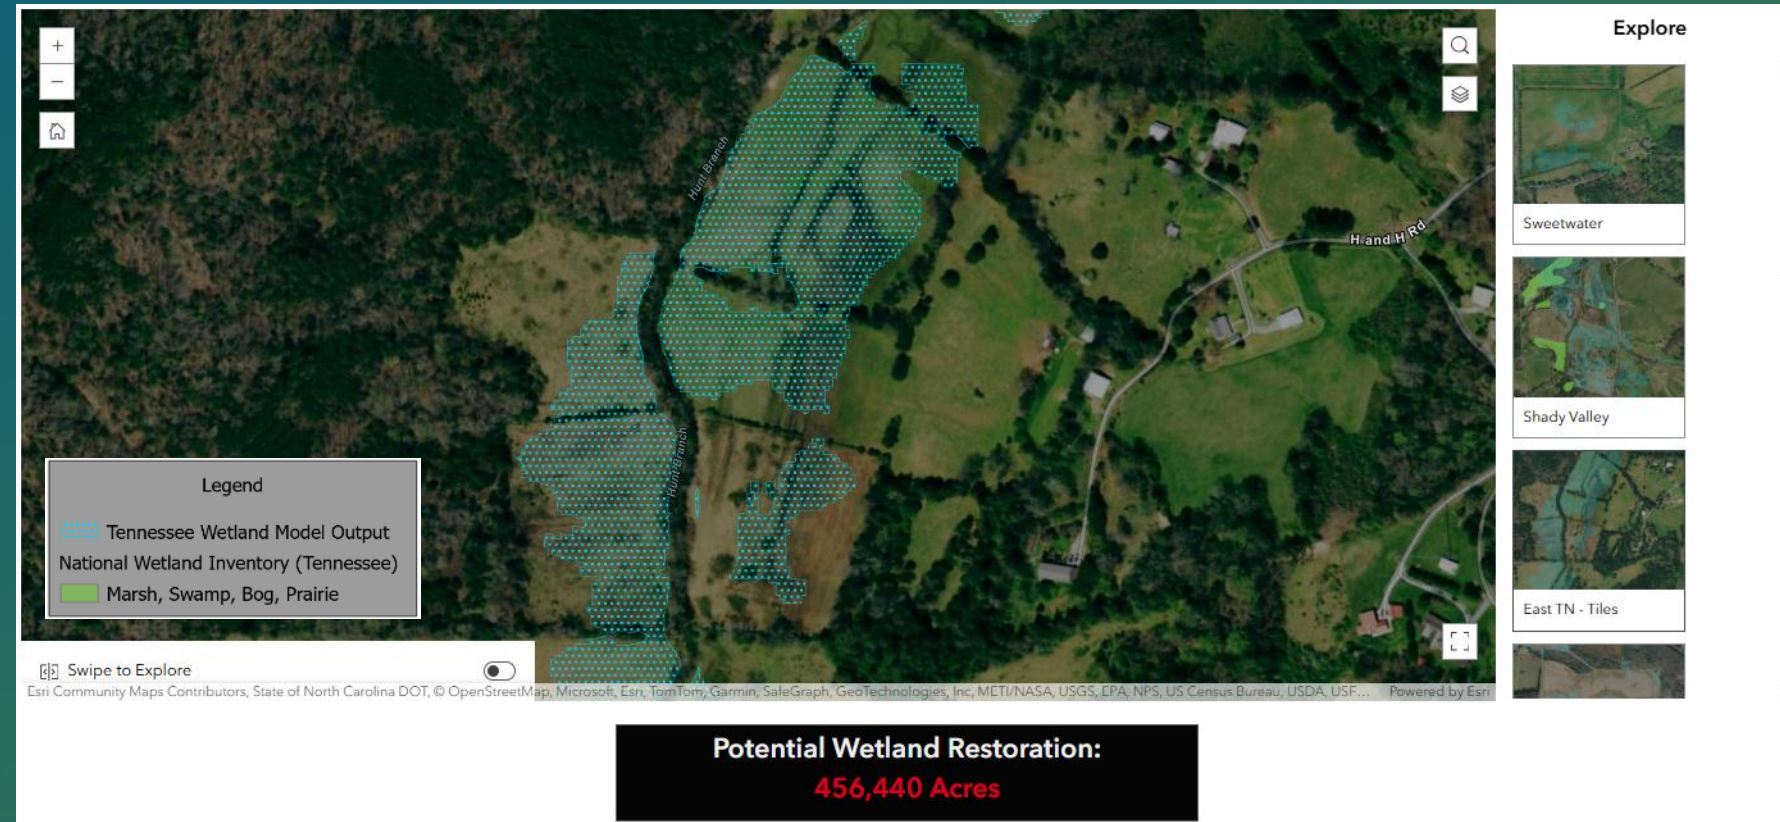 Explore
Hunt Branch
H and H Rd
Sweetwater
Shady Valley
Hunt Branch
Legend
Tennessee Wetland Model Output
National Wetland Inventory (Tennessee)
Marsh, Swamp, Bog, Prairie
East TN - Tiles
Swipe to Explore
Esri Community Maps Contributors, State of North Carolina DOT, © OpenStreetMap, Microsoft, Esri, TomTom, Garmin, SafeGraph, GeoTechnologies, Inc, METI/NASA, USGS, EPA, NPS, US Census Bureau, USDA, USF... Powered by Esri
Potential Wetland Restoration:
456,440 Acres